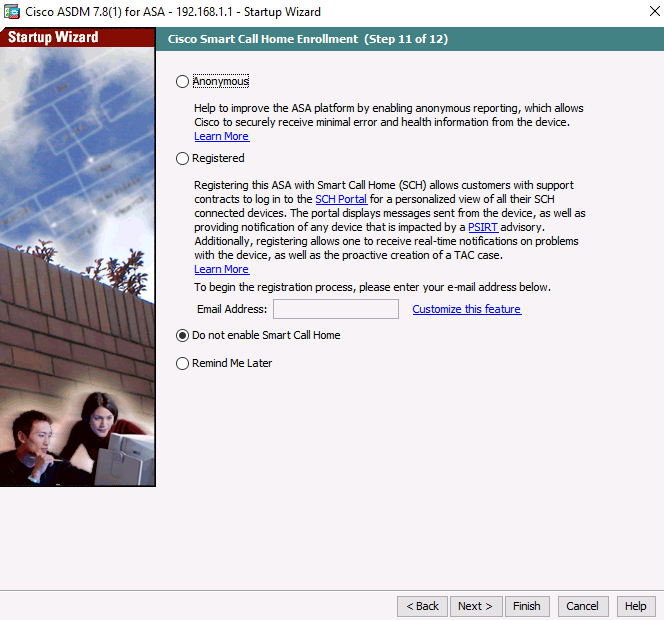 Cisco ASDM 7.8(1) for ASA - 192.168.1.1 - Startup Wizard
Startup Wizard
Cisco Smart Call Home Enrollment (Step 11 of 12)
Anonymous
Help to improve the ASA platform by enabling anonymous reporting, which allows
Cisco to securely receive minimal error and health information from the device.
Learn More
Registered
Registering this ASA with Smart Call Home (SCH) allows customers with support
contracts to log in to the SCH Portal for a personalized view of all their SCH
connected devices. The portal displays messages sent from the device, as well as
providing notification of any device that is impacted by a PSIRT advisory.
Additionally, registering allows one to receive real-time notifications on problems
with the device, as well as the proactive creation of a TAC case.
Learn More
To begin the registration process, please enter your e-mail address below.
Email Address: Customize this feature
Do not enable Smart Call Home
Remind Me Later
< Back Next > Finish Cancel Help